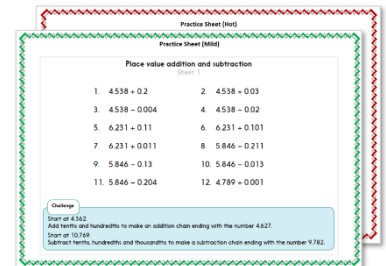 Practice Sheet (Hot)
Practice Sheet (Mild)
Place value addition and subtraction
Sheet 1
1. 4.538 + 0.2 2. 4.538 + 0.03
3. 4.538 – 0.004 4. 4.538 – 0.02
5. 6.231 + 0.11 6. 6.231 + 0.101
7. 6.231 + 0.011 8. 5.846 – 0.211
9. 5.846 – 0.13 10. 5.846 – 0.013
11. 5.846 – 0.204 12. 4.789 + 0.001
Challenge
Start at 4.362.
Add tenths and hundredths to make an addition chain ending with the number 4.627.
Start at 10.769.
Subtract tenths, hundredths and thousandths to make a subtraction chain ending with the number 9.782.